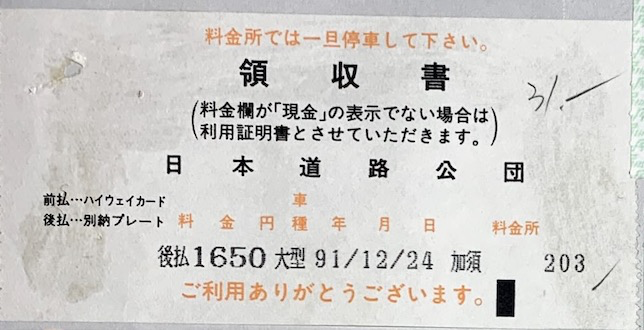 料金所では一旦停車して下さい。
領収書
(料金欄が「現金」の表示でない場合は
利用証明書とさせていただきます。)
日本道路公団
前払…ハイウェイカード
後払…別納プレート
料金円 車種 年月日 料金所
後払1650大型 91/12/24 加須 203
ご利用ありがとうございます。
31.-